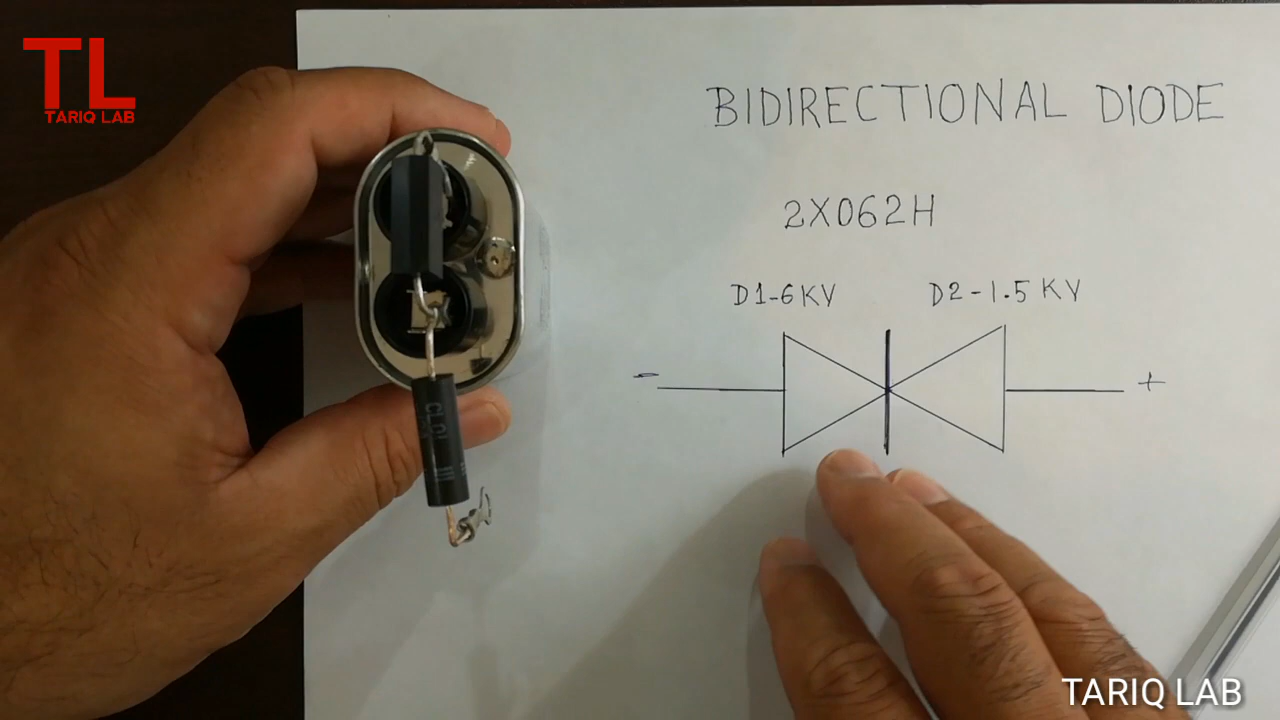 TL
TARIQ LAB
BIDIRECTIONAL DIODE
2X062H
D1-6KV D2-1.5KV
- +
TARIQ LAB